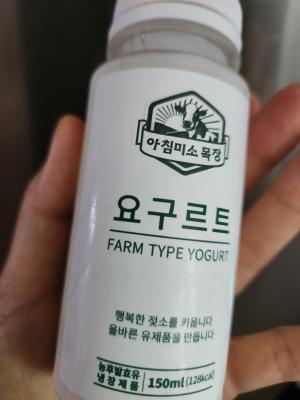 아침미소목장
요구르트
FARM TYPE YOGURT
행복한 젖소를 키웁니다
올바른 유제품을 만듭니다
농후발효유
냉장제품
150ml (128kcal)